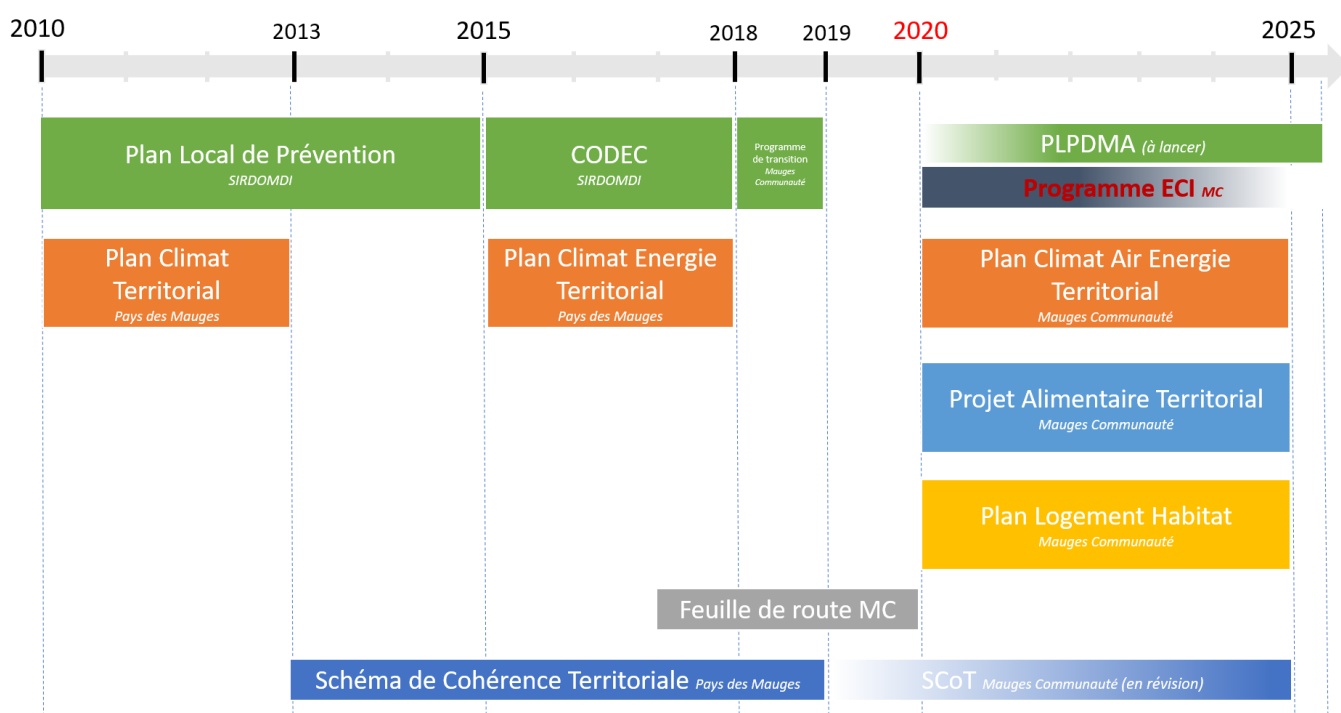 2010 2013 2015 2018 2019 2020 2025
Plan Local de Prévention
SIRDOMDI
CODEC
SIRDOMDI
Programme
de transition
Mauges
Communauté
PLPDMA (à lancer)
Programme ECI MC
Plan Climat
Territorial
Pays des Mauges
Plan Climat Energie
Territorial
Pays des Mauges
Plan Climat Air Energie
Territorial
Mauges Communauté
Projet Alimentaire Territorial
Mauges Communauté
Plan Logement Habitat
Mauges Communauté
Feuille de route MC
Schéma de Cohérence Territoriale Pays des Mauges
SCoT Mauges Communauté (en révision)